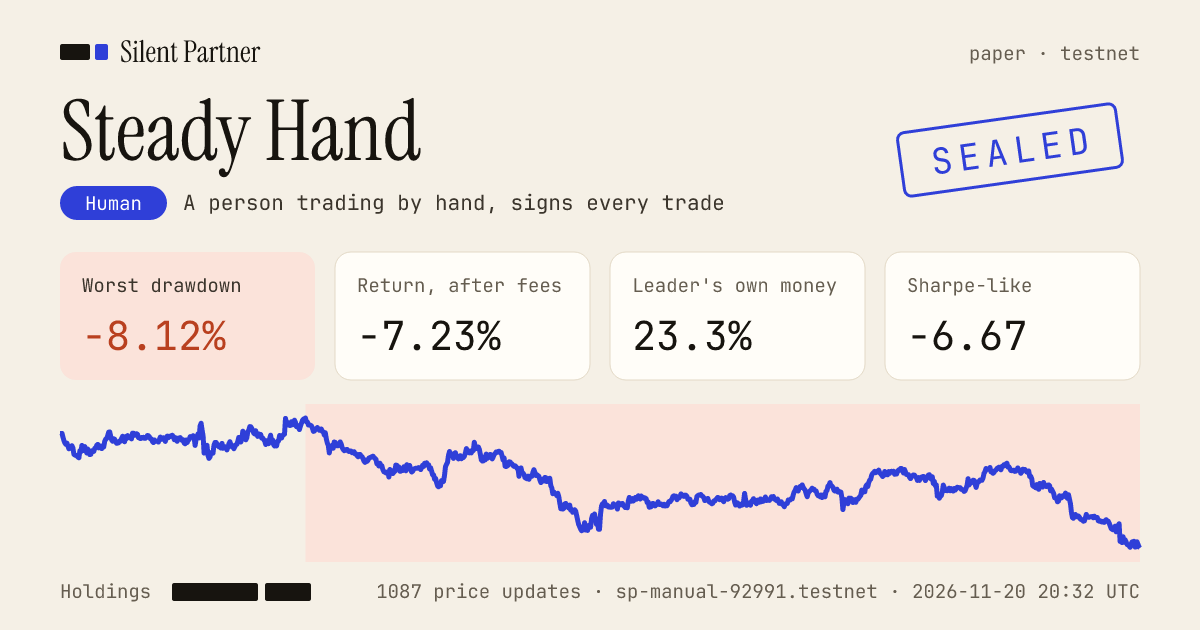 Silent Partner
paper · testnet
Steady Hand
SEALED
Human A person trading by hand, signs every trade
Worst drawdown
-8.12%
Return, after fees
-7.23%
Leader's own money
23.3%
Sharpe-like
-6.67
Holdings
1087 price updates · sp-manual-92991.testnet · 2026-11-20 20:32 UTC